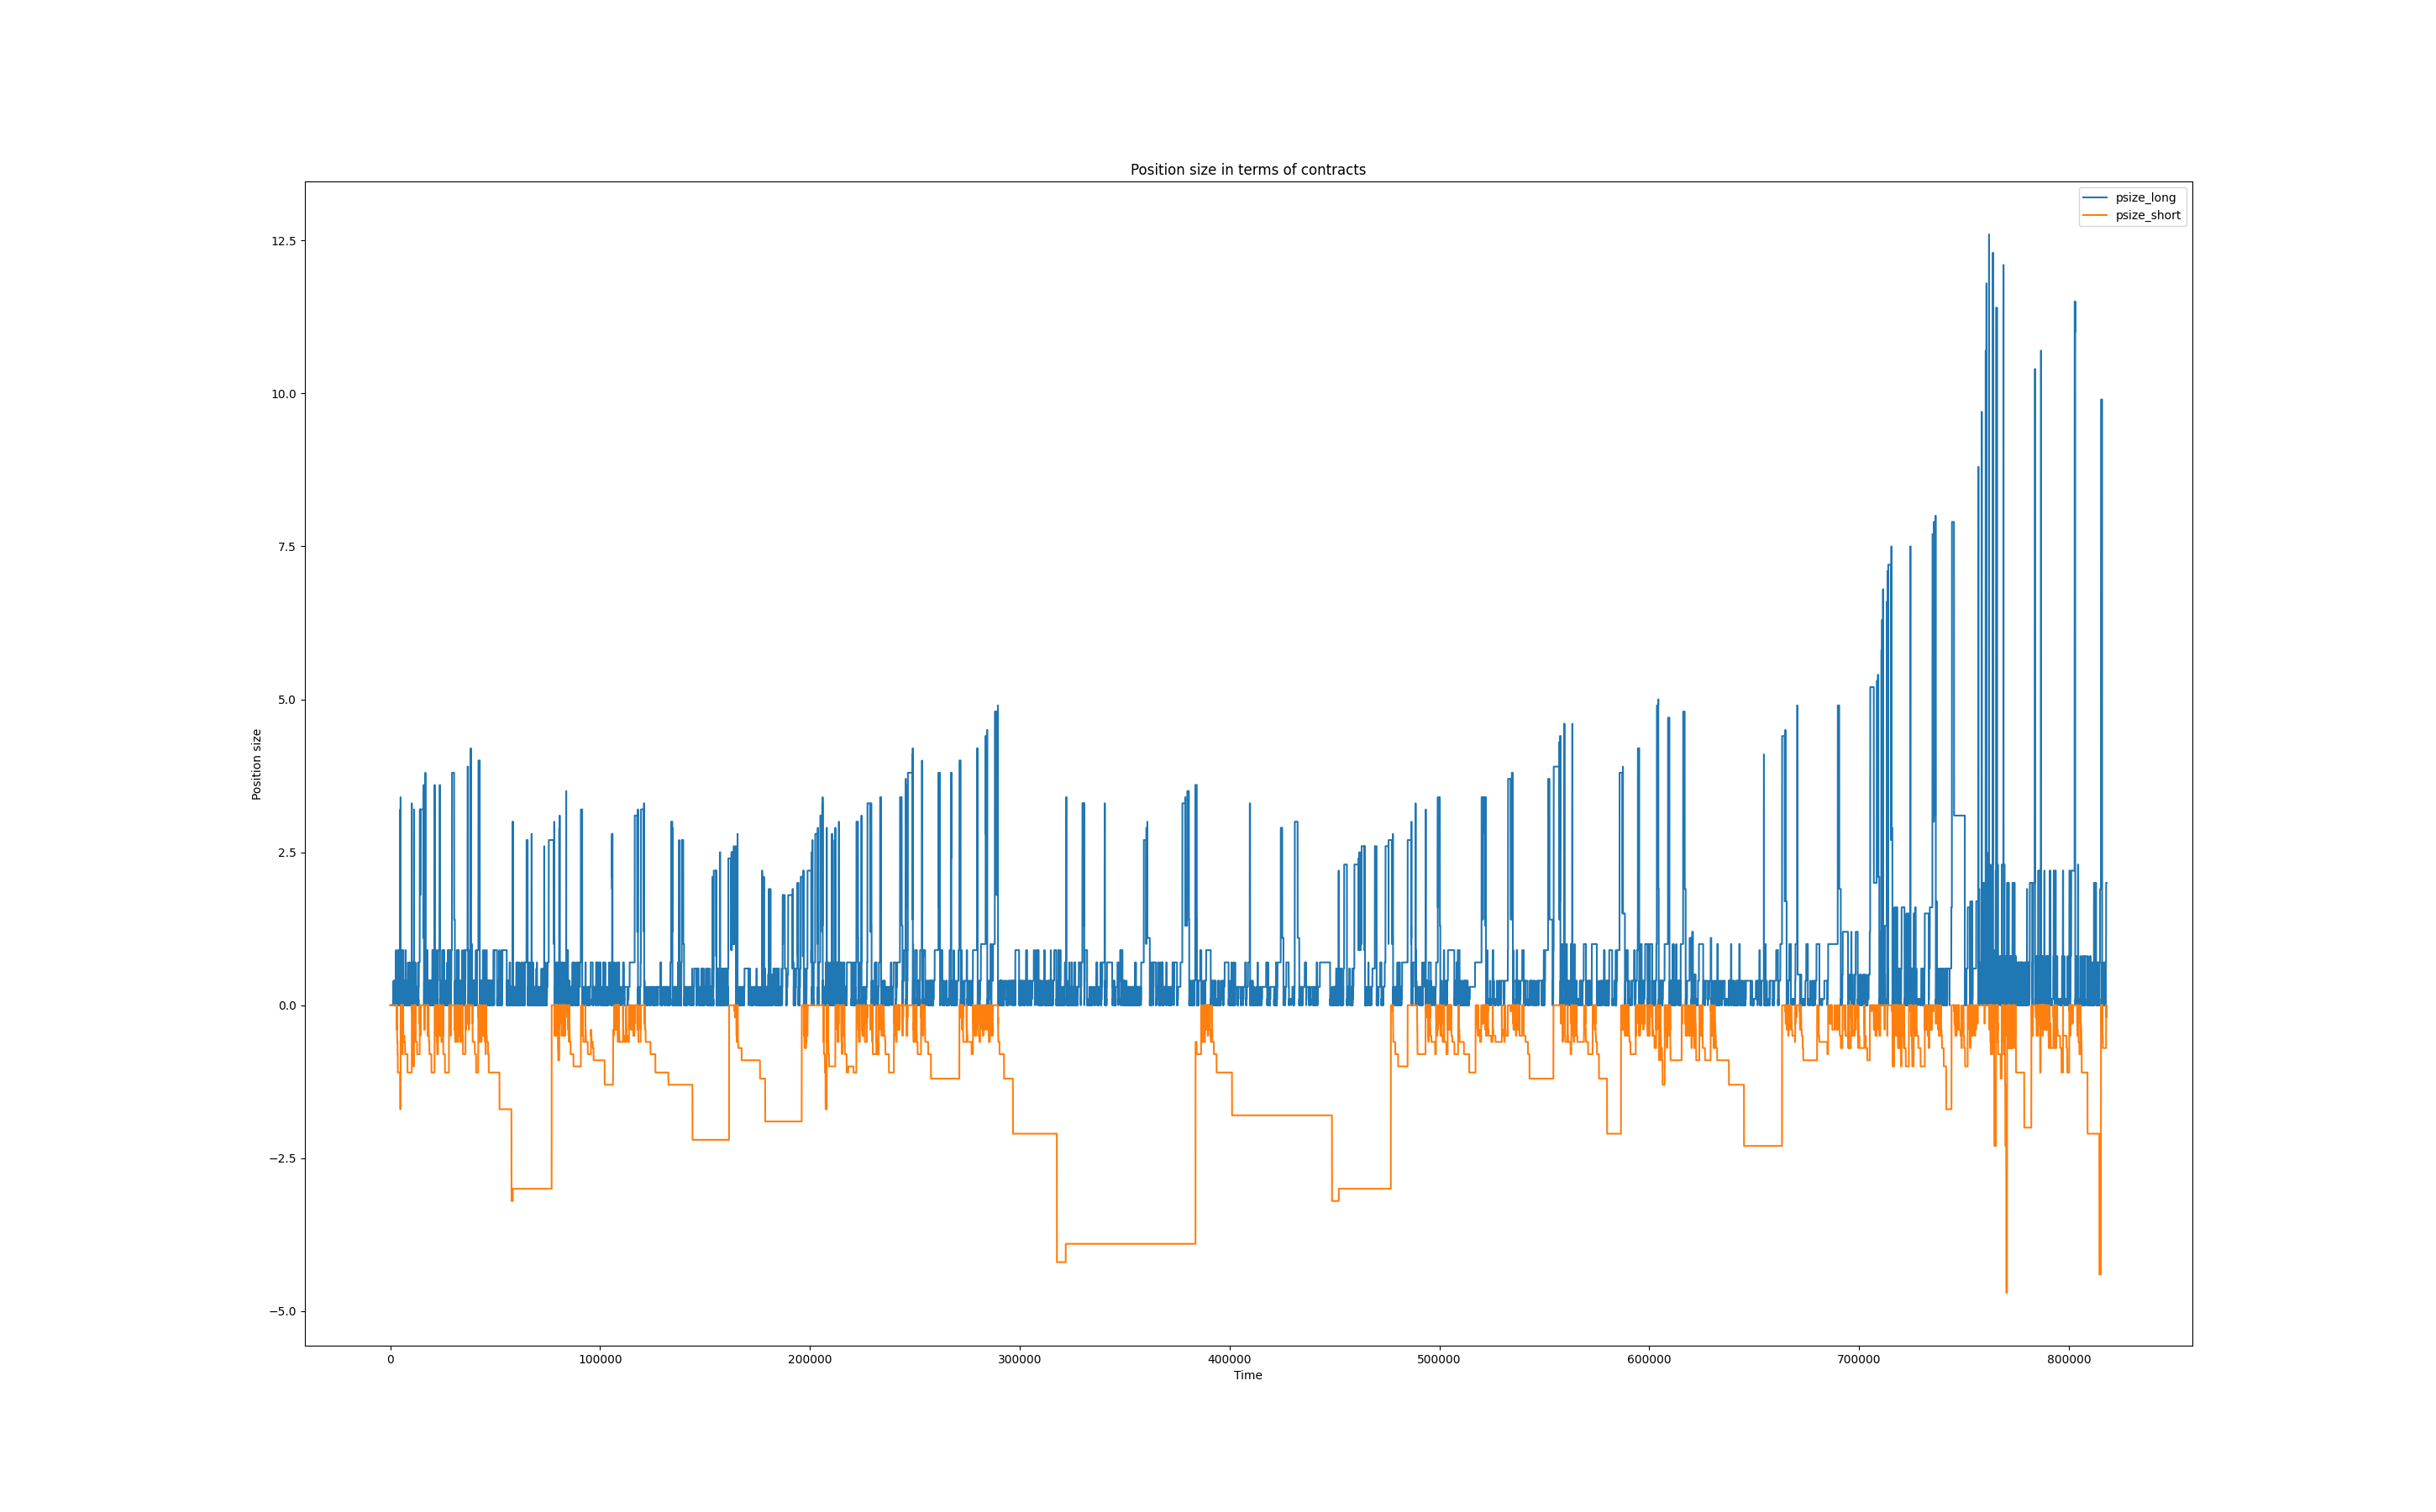 Position size in terms of contracts
psize_long
psize_short
12.5
10.0
7.5
5.0
2.5
0.0
−2.5
−5.0
Position size
0 100000 200000 300000 400000 500000 600000 700000 800000
Time